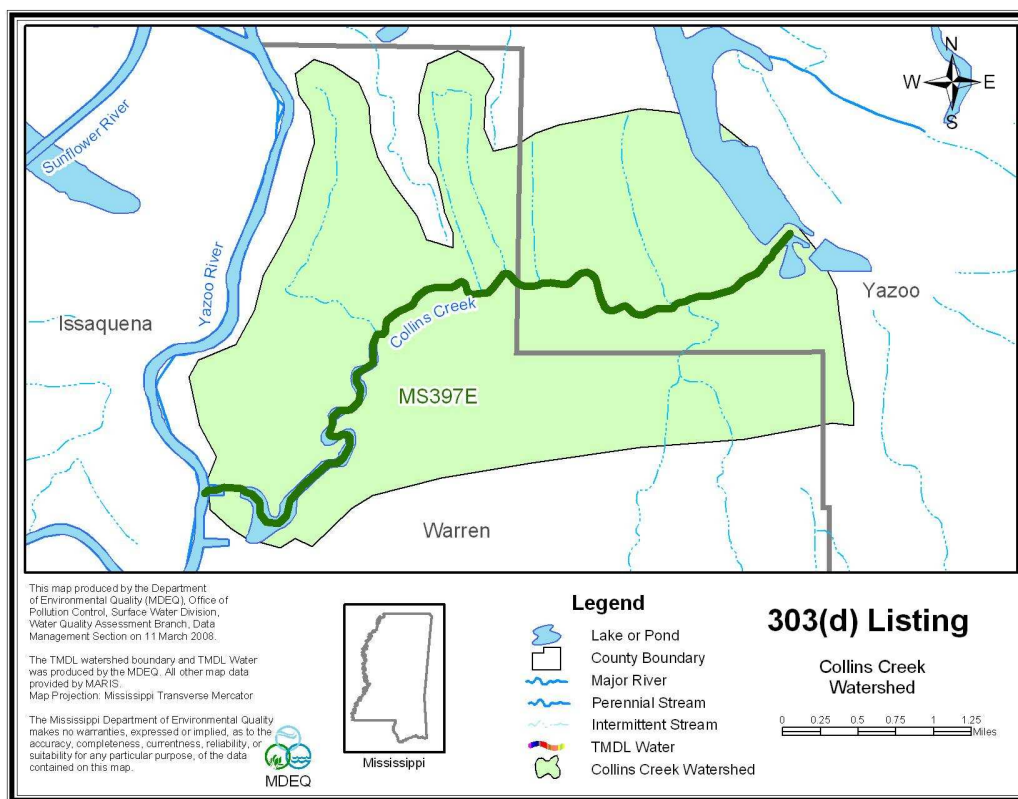 N
W E
S
Sunflower River
Yazoo River
Issaquena
Collins Creek
Yazoo
MS397E
Warren
This map produced by the Department
of Environmental Quality (MDEQ), Office of
Pollution Control, Surface Water Division,
Water Quality Assessment Branch, Data
Management Section on 11 March 2008.
The TMDL watershed boundary and TMDL Water
was produced by the MDEQ. All other map data
provided by MARIS.
Map Projection: Mississippi Transverse Mercator
The Mississippi Department of Environmental Quality
makes no warranties, expressed or implied, as to the
accuracy, completeness, currentness, reliability, or
suitability for any particular purpose, of the data
contained on this map.
MDEQ
Mississippi
Legend
Lake or Pond
County Boundary
Major River
Perennial Stream
Intermittent Stream
TMDL Water
Collins Creek Watershed
303(d) Listing
Collins Creek
Watershed
0 0.25 0.5 0.75 1 1.25
Miles